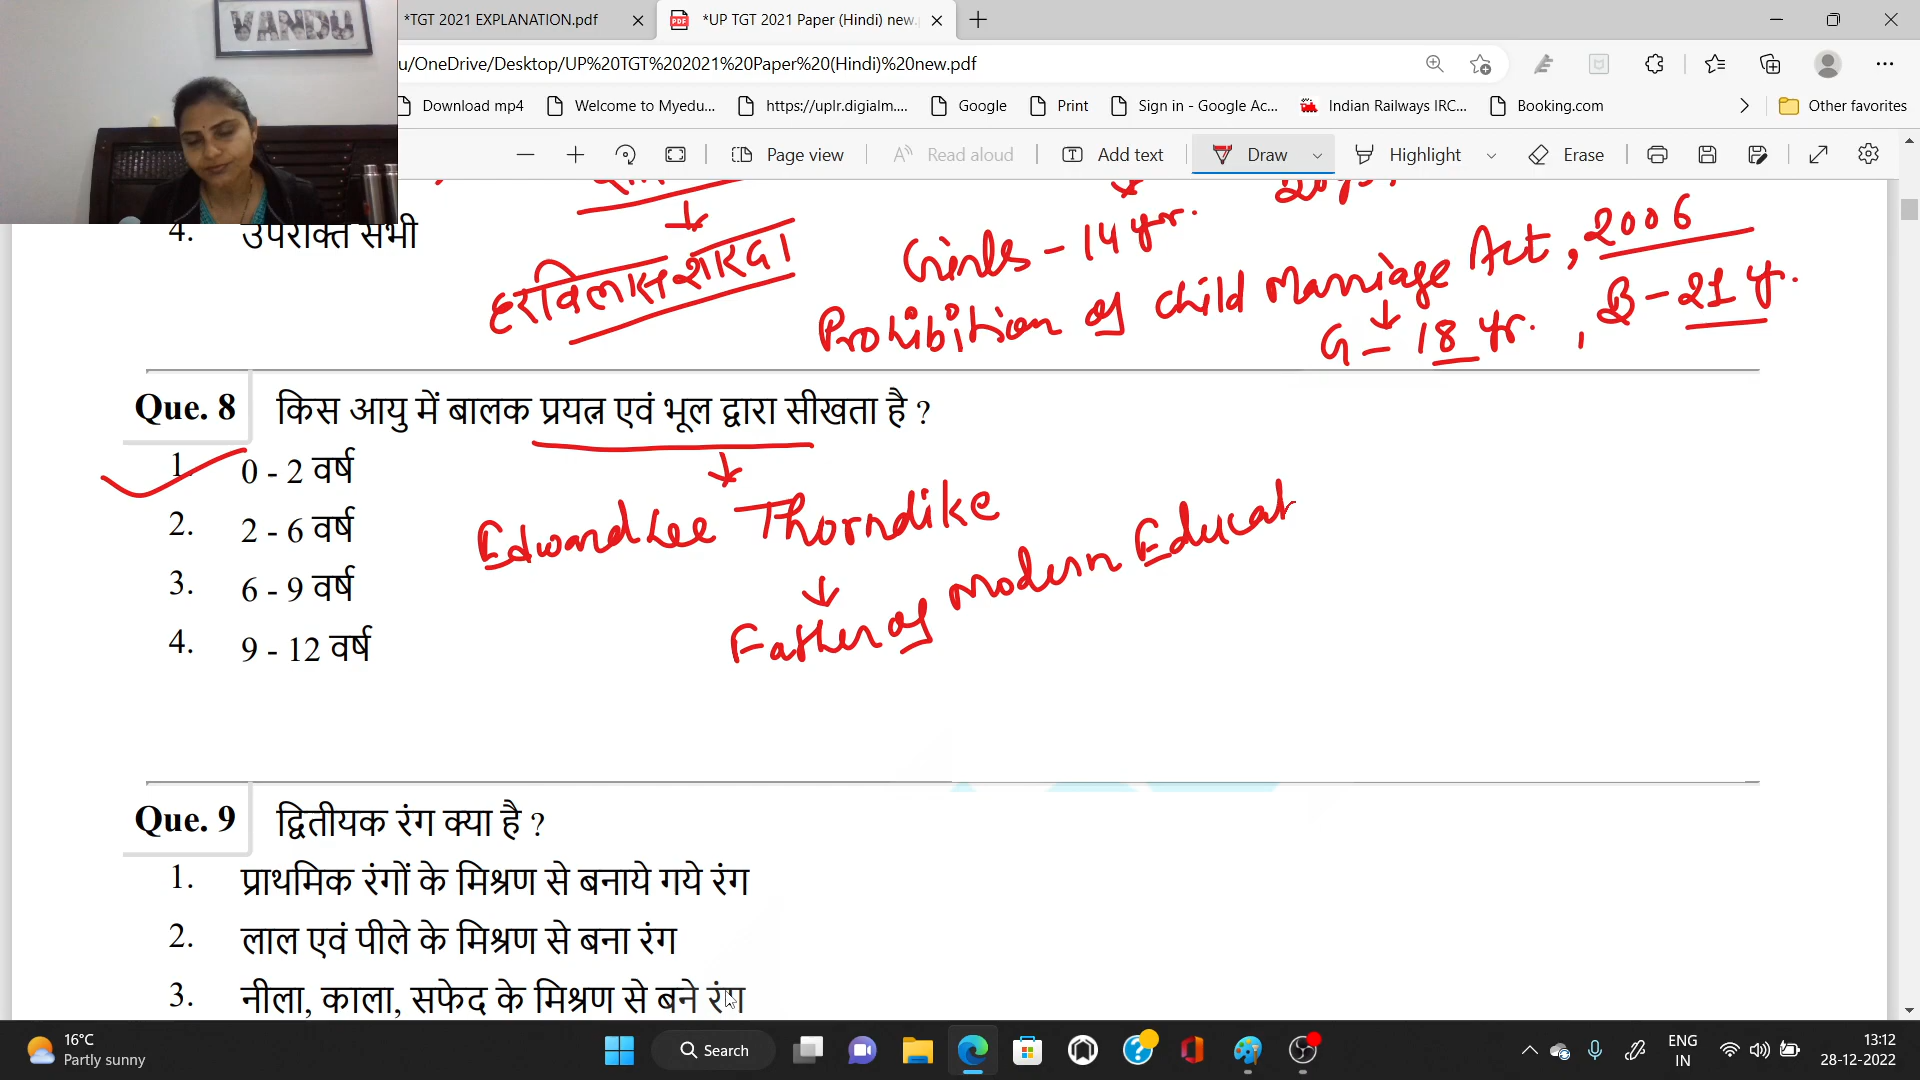 VANDU
*TGT 2021 EXPLANATION.pdf
*UP TGT 2021 Paper (Hindi) new.
u/OneDrive/Desktop/UP%20TGT%202021%20Paper%20(Hindi)%20new.pdf
Download mp4 Welcome to Myedu... https://uplr.digialm.... Google Print Sign in - Google Ac... Indian Railways IRC... Booking.com Other favorites
Page view Read aloud Add text Draw Highlight Erase
4. उपरोक्त सभी
हरविलास शारदा
Girls - 14 yr.
Prohibition of Child Marriage Act, 2006
G - 18 yr. , B - 21 yr.
Que. 8 किस आयु में बालक प्रयत्न एवं भूल द्वारा सीखता है ?
1. 0 - 2 वर्ष
2. 2 - 6 वर्ष
3. 6 - 9 वर्ष
4. 9 - 12 वर्ष
Edward Lee Thorndike
Father of Modern Educat
Que. 9 द्वितीयक रंग क्या है ?
1. प्राथमिक रंगों के मिश्रण से बनाये गये रंग
2. लाल एवं पीले के मिश्रण से बना रंग
3. नीला, काला, सफेद के मिश्रण से बने रंग
16°C
Partly sunny
Search
ENG
IN
13:12
28-12-2022